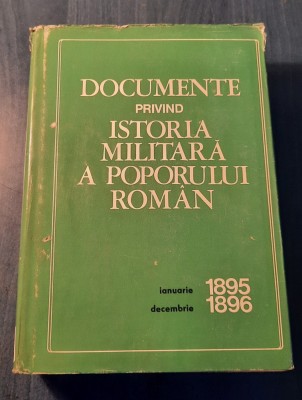 DOCUMENTE
PRIVIND
ISTORIA
MILITARĂ
A POPORULUI
ROMÂN
ianuarie 1895
decembrie 1896